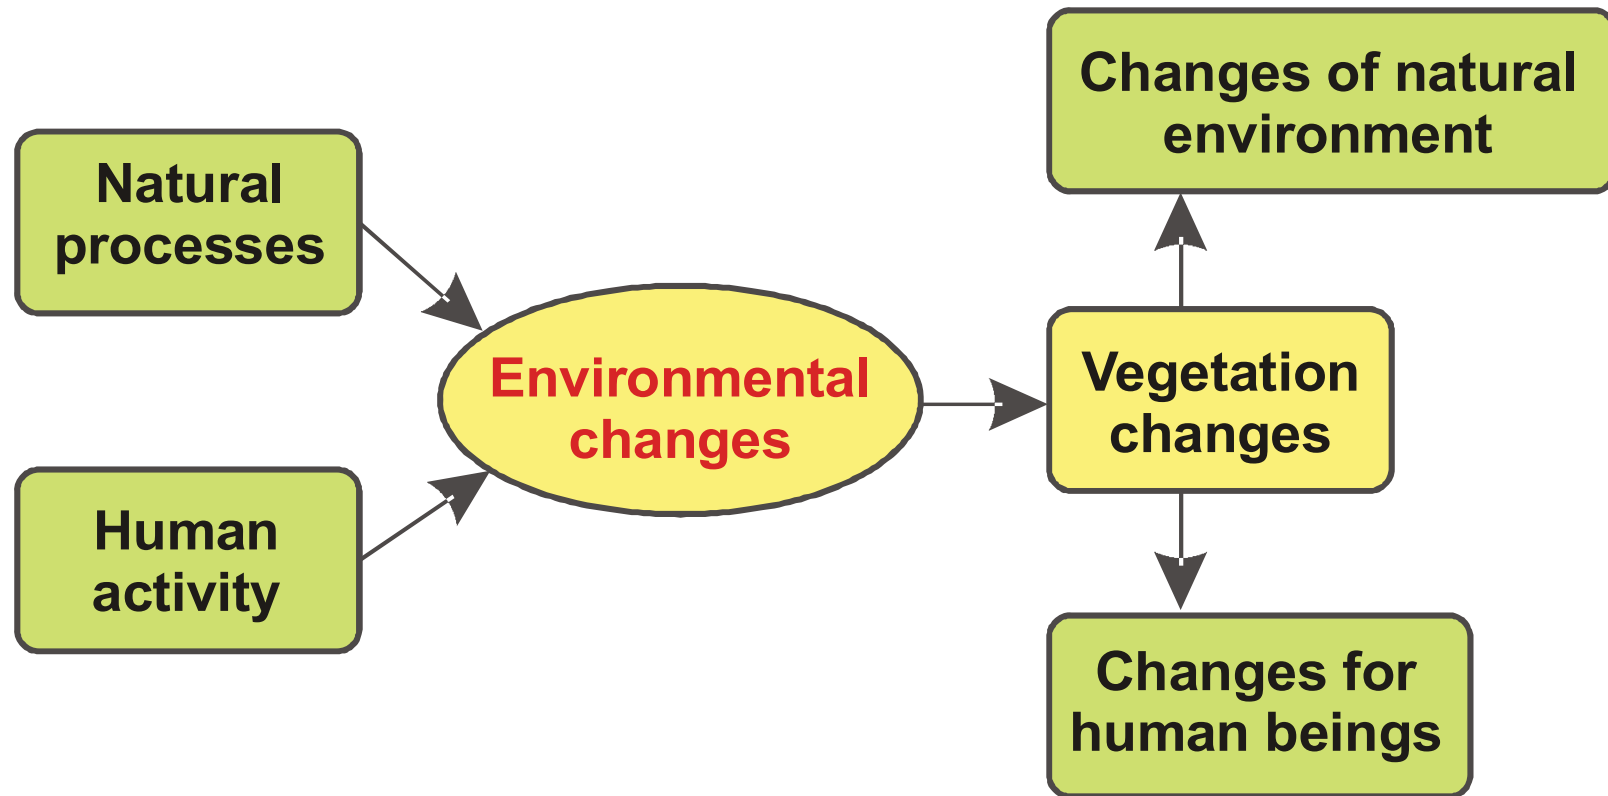 Natural
processes
Human
activity
Environmental
changes
Changes of natural
environment
Vegetation
changes
Changes for
human beings